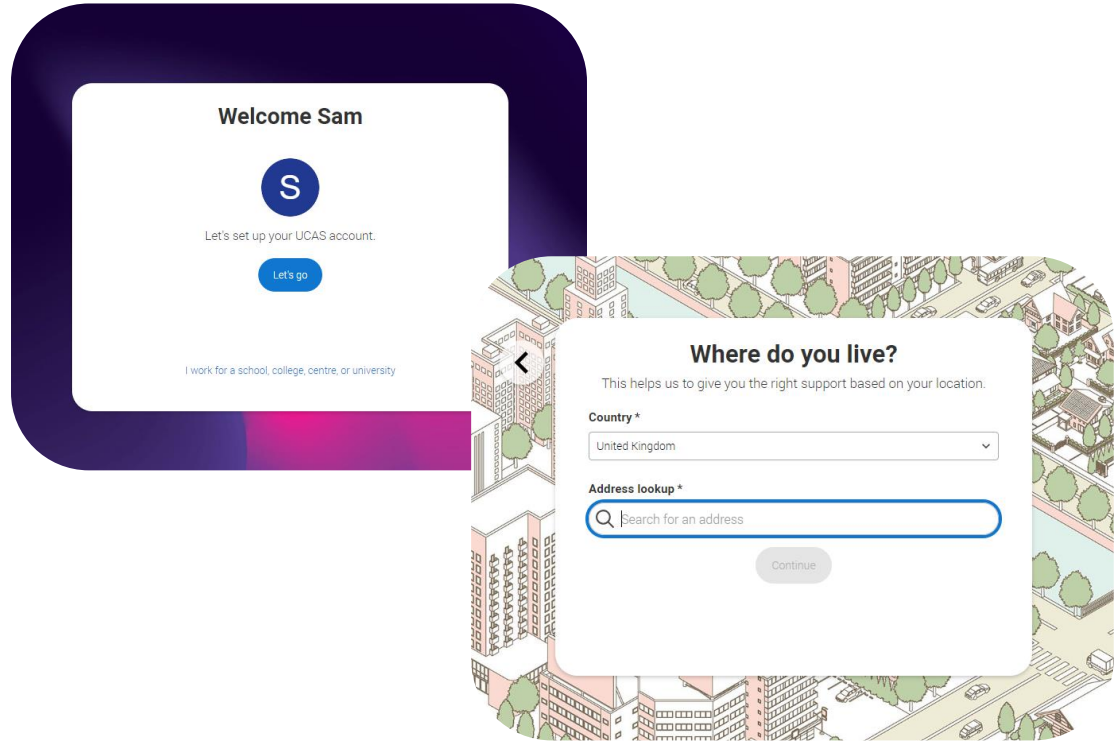 Welcome Sam
S
Let's set up your UCAS account.
Let's go
I work for a school, college, centre, or university
Where do you live?
This helps us to give you the right support based on your location.
Country *
United Kingdom
Address lookup *
Search for an address
Continue